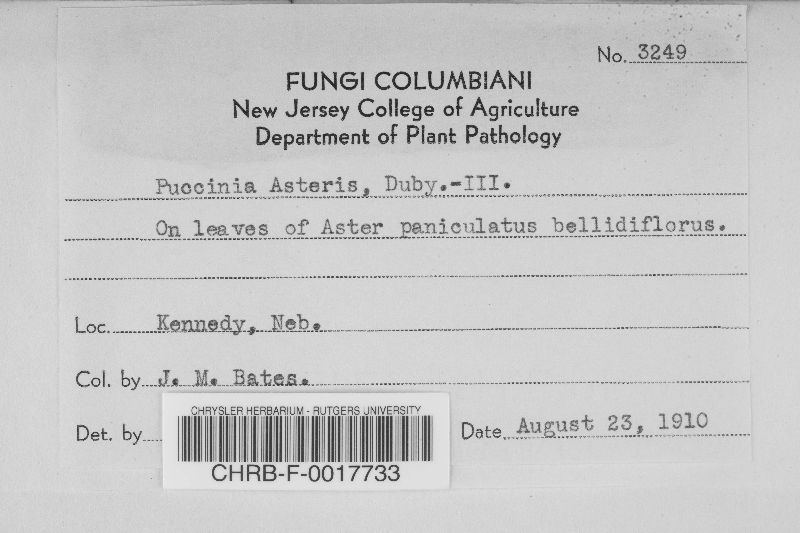 No. 3249
FUNGI COLUMBIANI
New Jersey College of Agriculture
Department of Plant Pathology
Puccinia Asteris, Duby.-III.
On leaves of Aster paniculatus bellidiflorus.
Loc. Kennedy, Neb.
Col. by J. M. Bates.
Det. by
Date August 23, 1910
CHRYSLER HERBARIUM - RUTGERS UNIVERSITY
CHRB-F-0017733